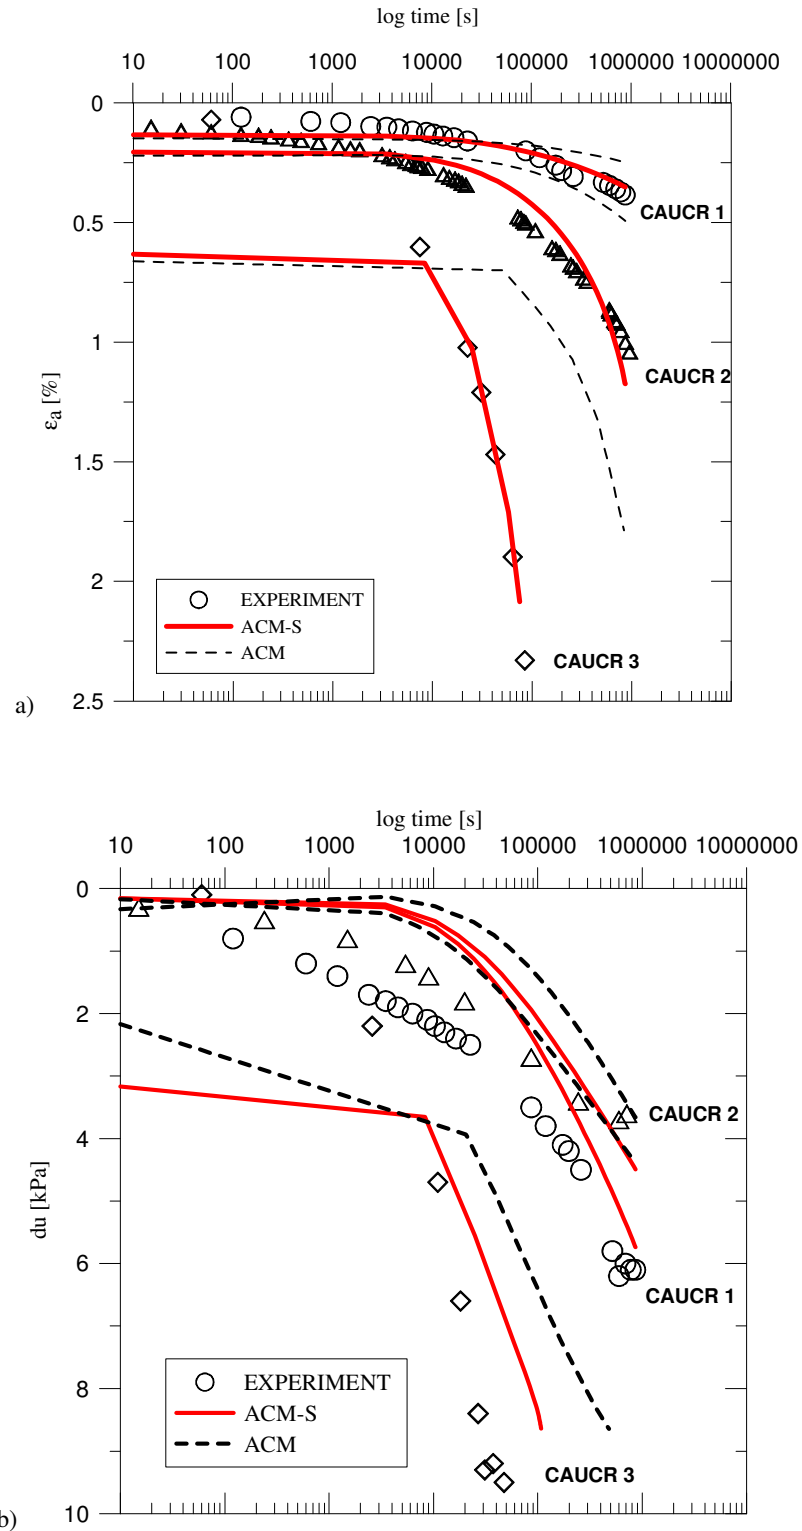 log time [s]
10 100 1000 10000 100000 1000000 10000000
0
0.5
1
1.5
2
2.5
εa [%]
CAUCR 1
CAUCR 2
CAUCR 3
EXPERIMENT
ACM-S
ACM
a)
log time [s]
10 100 1000 10000 100000 1000000 10000000
0
2
4
6
8
10
du [kPa]
CAUCR 2
CAUCR 1
CAUCR 3
EXPERIMENT
ACM-S
ACM
b)